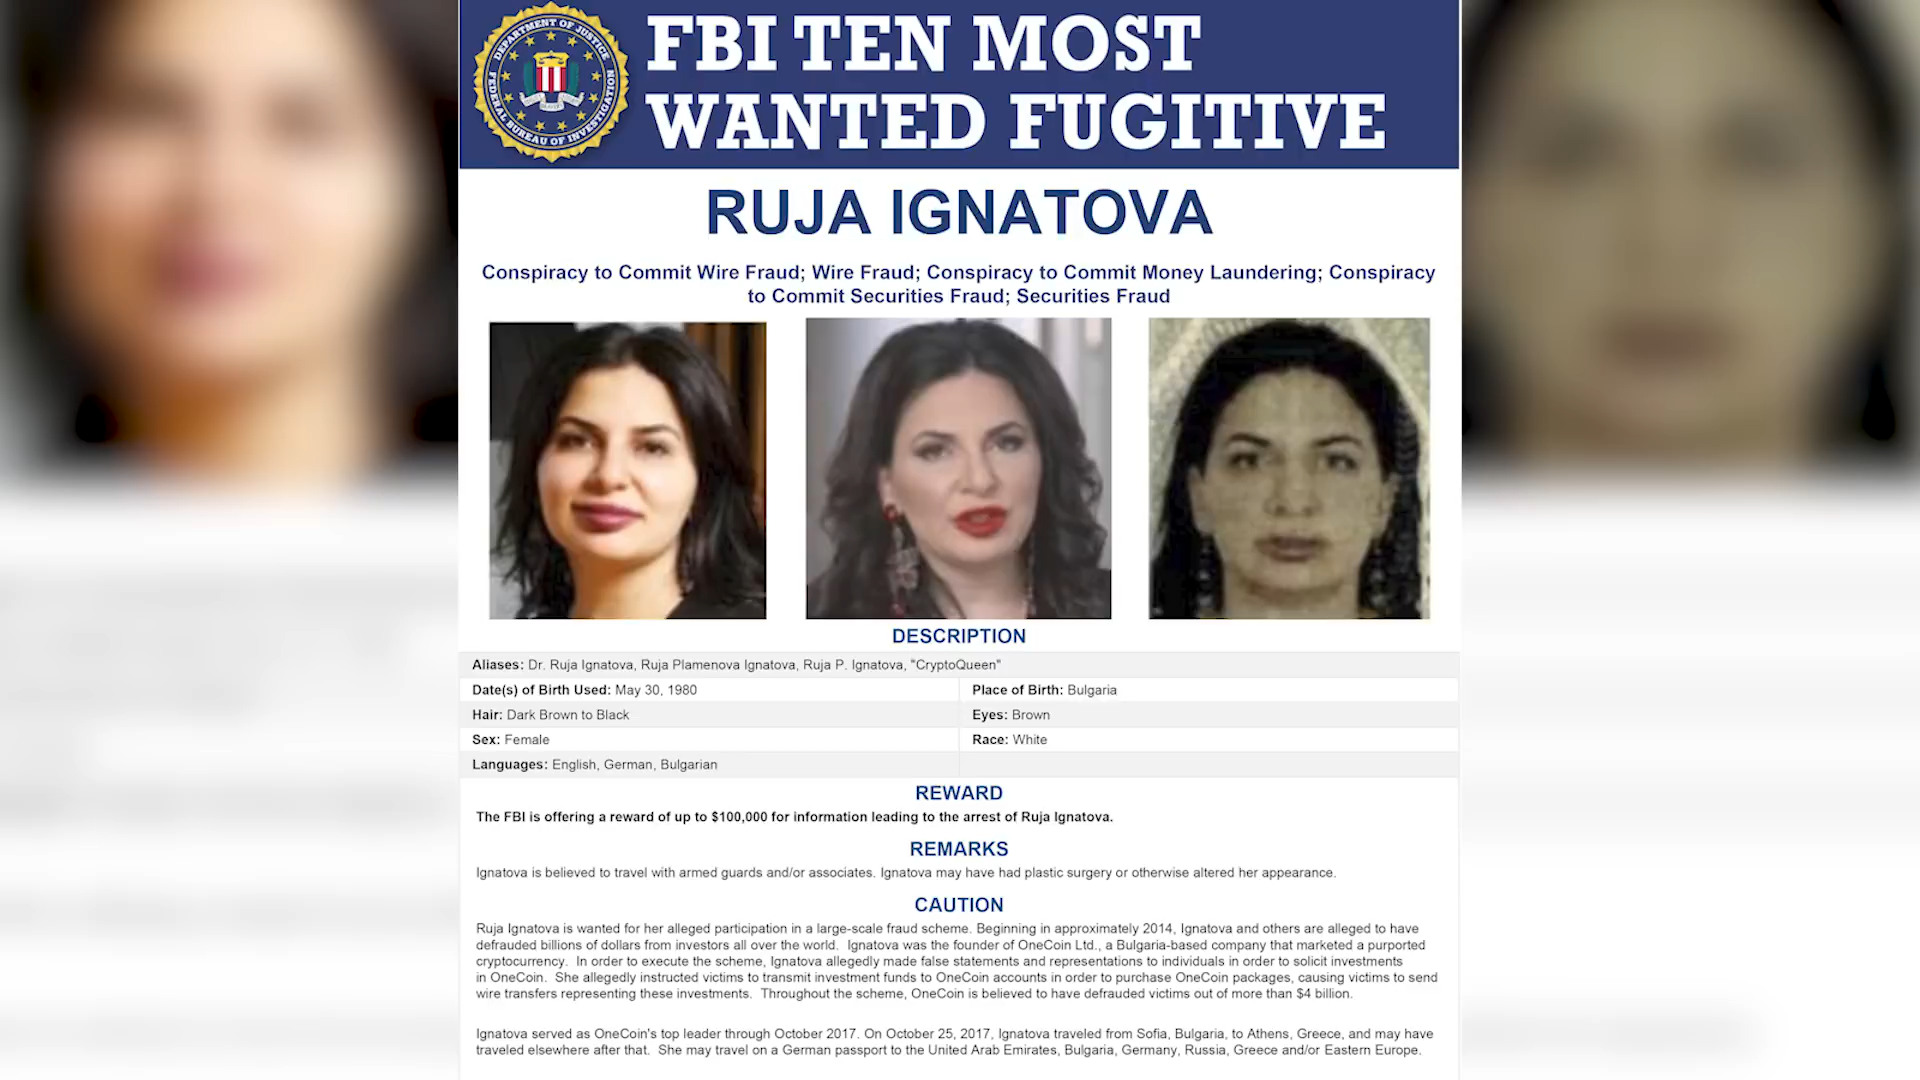 DEPARTMENT OF JUSTICE
FEDERAL BUREAU OF INVESTIGATION
FBI TEN MOST
WANTED FUGITIVE
RUJA IGNATOVA
Conspiracy to Commit Wire Fraud; Wire Fraud; Conspiracy to Commit Money Laundering; Conspiracy
to Commit Securities Fraud; Securities Fraud
DESCRIPTION
Aliases: Dr. Ruja Ignatova, Ruja Plamenova Ignatova, Ruja P. Ignatova, "CryptoQueen"
Date(s) of Birth Used: May 30, 1980 Place of Birth: Bulgaria
Hair: Dark Brown to Black Eyes: Brown
Sex: Female Race: White
Languages: English, German, Bulgarian
REWARD
The FBI is offering a reward of up to $100,000 for information leading to the arrest of Ruja Ignatova.
REMARKS
Ignatova is believed to travel with armed guards and/or associates. Ignatova may have had plastic surgery or otherwise altered her appearance.
CAUTION
Ruja Ignatova is wanted for her alleged participation in a large-scale fraud scheme. Beginning in approximately 2014, Ignatova and others are alleged to have
defrauded billions of dollars from investors all over the world. Ignatova was the founder of OneCoin Ltd., a Bulgaria-based company that marketed a purported
cryptocurrency. In order to execute the scheme, Ignatova allegedly made false statements and representations to individuals in order to solicit investments
in OneCoin. She allegedly instructed victims to transmit investment funds to OneCoin accounts in order to purchase OneCoin packages, causing victims to send
wire transfers representing these investments. Throughout the scheme, OneCoin is believed to have defrauded victims out of more than $4 billion.
Ignatova served as OneCoin's top leader through October 2017. On October 25, 2017, Ignatova traveled from Sofia, Bulgaria, to Athens, Greece, and may have
traveled elsewhere after that. She may travel on a German passport to the United Arab Emirates, Bulgaria, Germany, Russia, Greece and/or Eastern Europe.